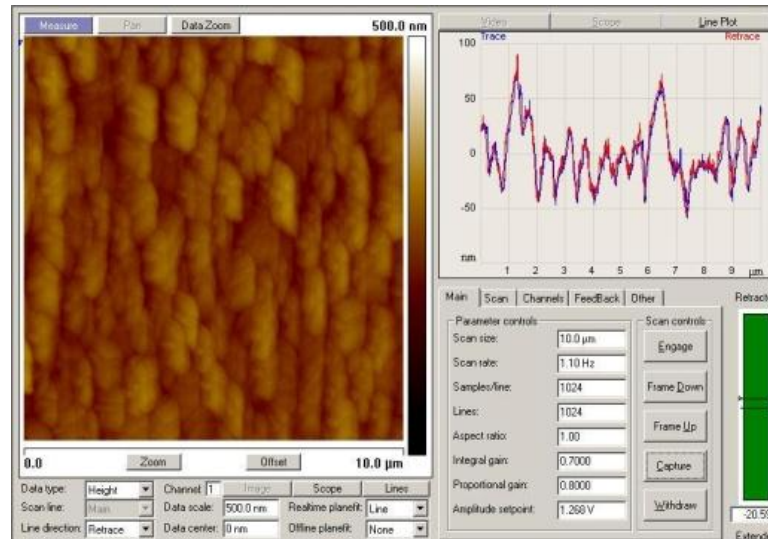 Measure Pan Data Zoom 500.0 nm
0.0 Zoom Offset 10.0 µm
Data type: Height Channel 1 Image Scope Lines
Scan line: Main Data scale: 500.0 nm Realtime planefit: Line
Line direction: Retrace Data center: 0 nm Offline planefit: None
Video Scope Line Plot
Trace Retrace
100
50
0
-50
nm
1 2 3 4 5 6 7 8 9 µm
Main Scan Channels FeedBack Other
Parameter controls
Scan size: 10.0 µm
Scan rate: 1.10 Hz
Samples/line: 1024
Lines: 1024
Aspect ratio: 1.00
Integral gain: 0.7000
Proportional gain: 0.8000
Amplitude setpoint: 1.268 V
Scan controls
Engage
Frame Down
Frame Up
Capture
Withdraw
Retract
-20.59
Extend